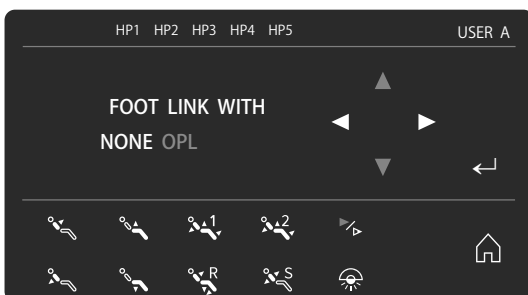 HP1 HP2 HP3 HP4 HP5 USER A
FOOT LINK WITH
NONE OPL
1 2
R S